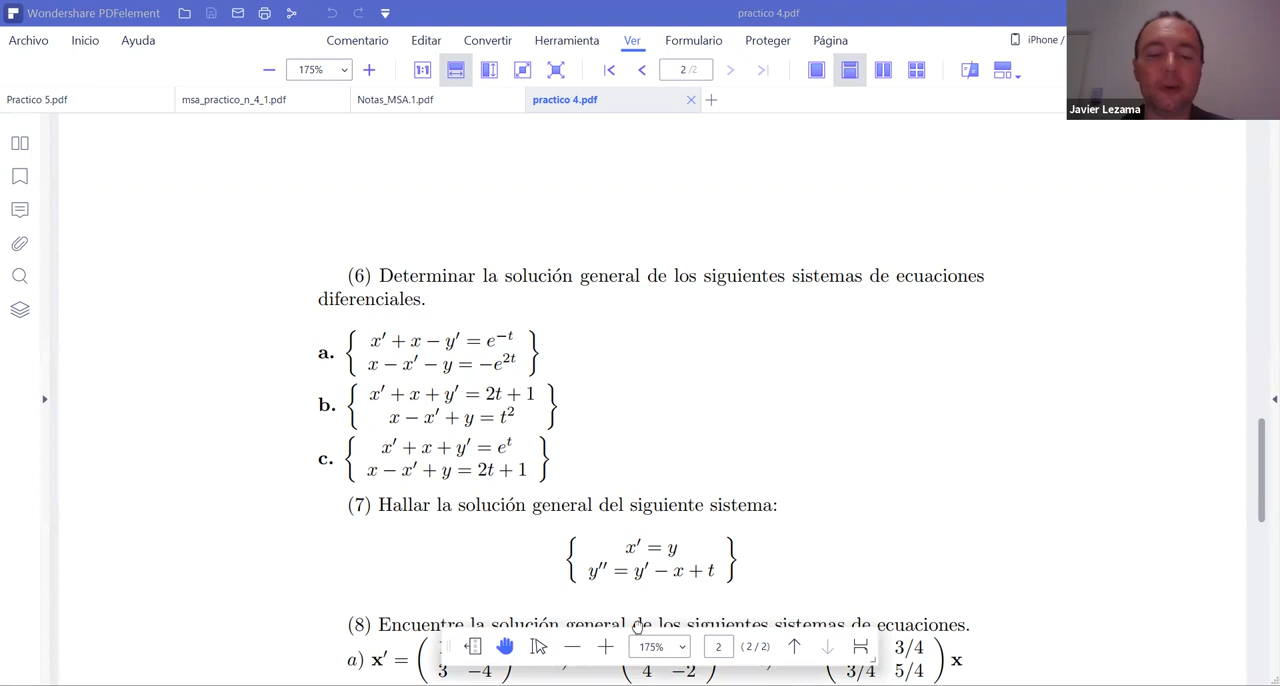 Wondershare PDFelement
practico 4.pdf
Archivo Inicio Ayuda Comentario Editar Convertir Herramienta Ver Formulario Proteger Página iPhone /
175% 2 /2
Practico 5.pdf msa_practico_n_4_1.pdf Notas_MSA.1.pdf practico 4.pdf
Javier Lezama
(6) Determinar la solución general de los siguientes sistemas de ecuaciones
diferenciales.
a. { x′ + x − y′ = e^{−t}
x − x′ − y = −e^{2t} }
b. { x′ + x + y′ = 2t + 1
x − x′ + y = t² }
c. { x′ + x + y′ = e^t
x − x′ + y = 2t + 1 }
(7) Hallar la solución general del siguiente sistema:
{ x′ = y
y′′ = y′ − x + t }
(8) Encuentre la solución general de los siguientes sistemas de ecuaciones.
175% 2 (2/2)
a) x′ = ( 3/4 ) x
3 −4 4 −2 3/4 5/4